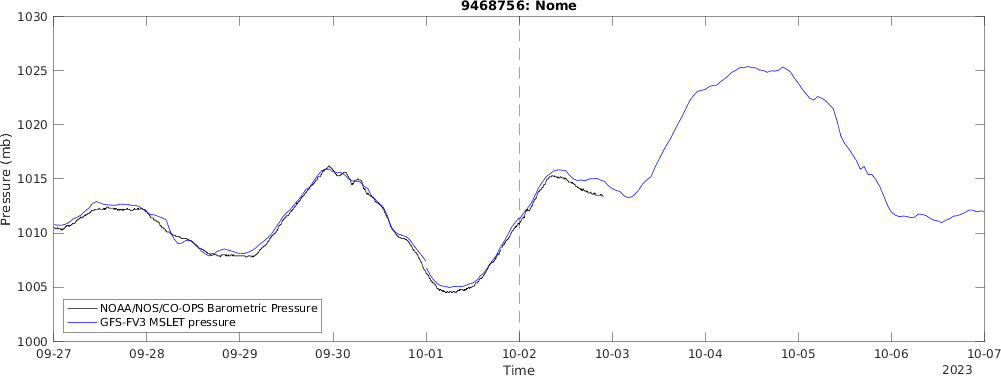 9468756: Nome
1030
1025
1020
1015
1010
1005
1000
Pressure (mb)
NOAA/NOS/CO-OPS Barometric Pressure
GFS-FV3 MSLET pressure
09-27 09-28 09-29 09-30 10-01 10-02 10-03 10-04 10-05 10-06 10-07
Time
2023